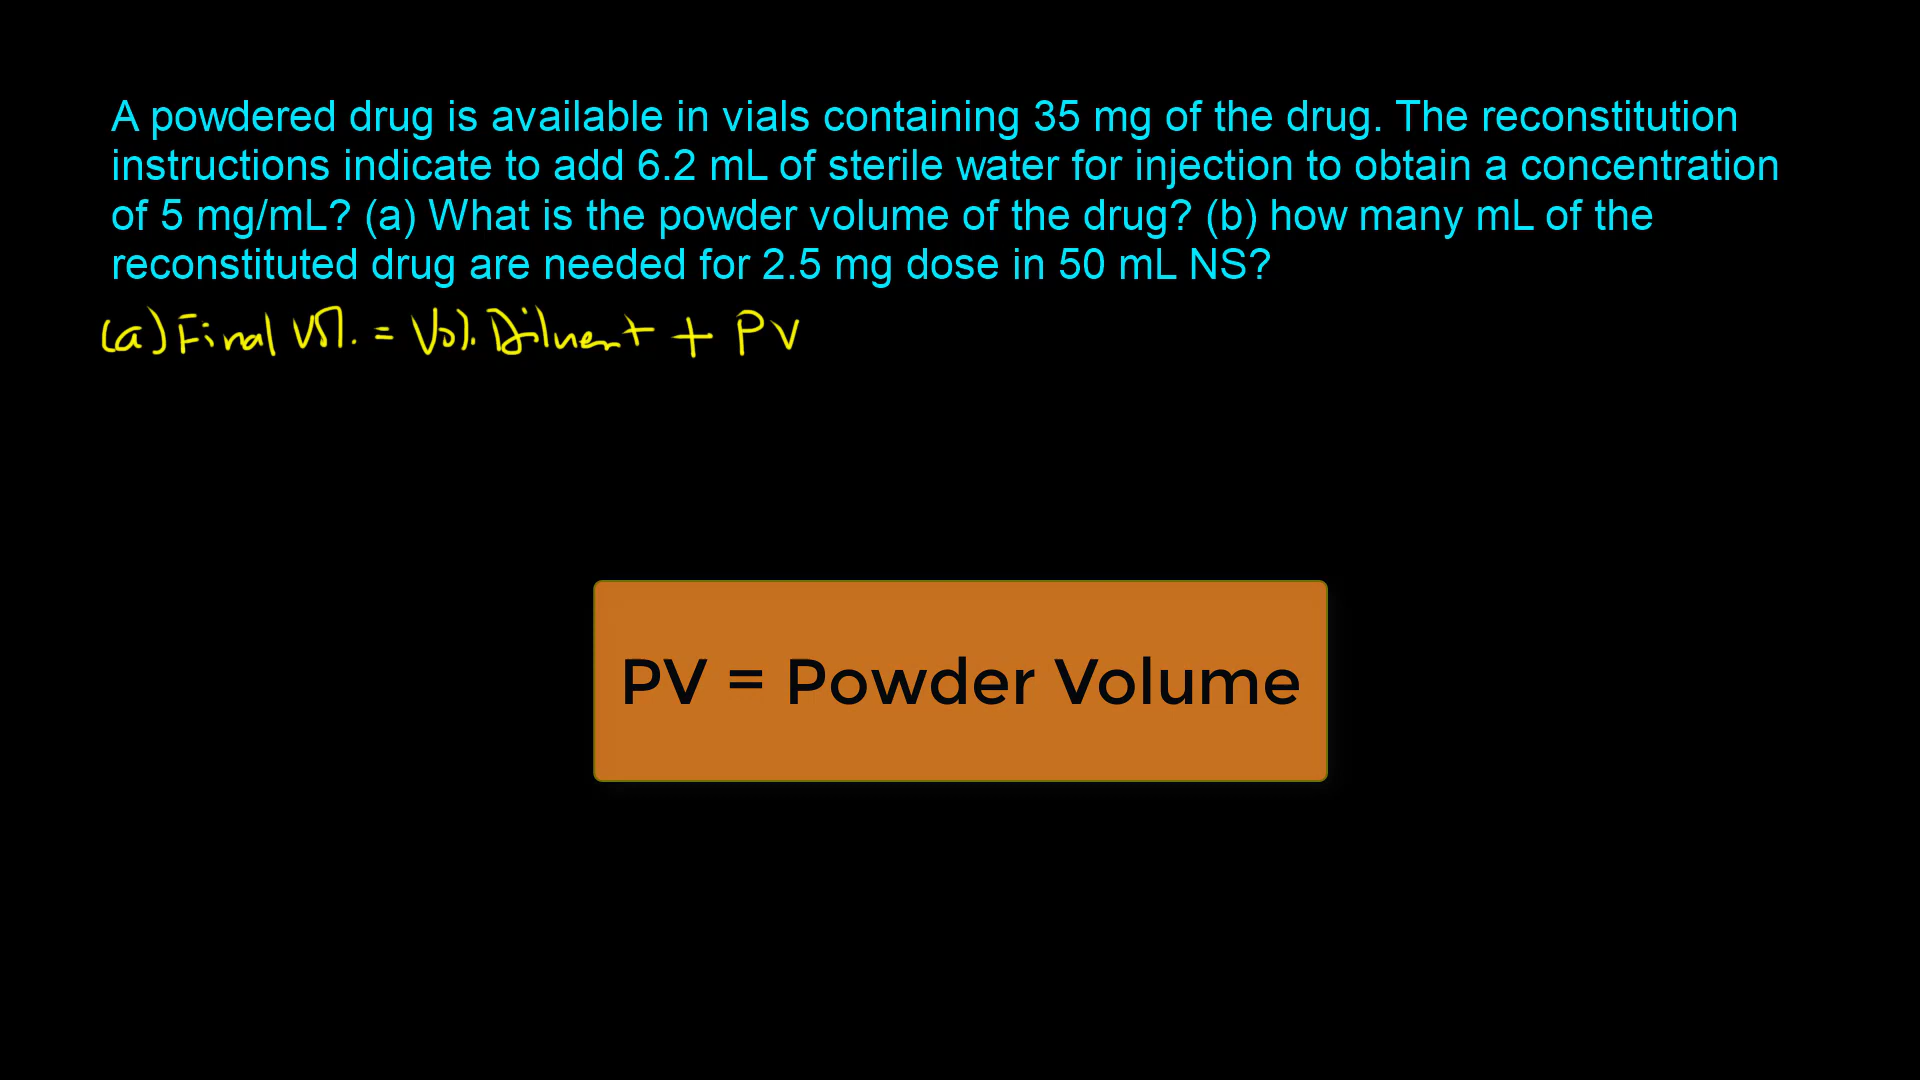 A powdered drug is available in vials containing 35 mg of the drug. The reconstitution
instructions indicate to add 6.2 mL of sterile water for injection to obtain a concentration
of 5 mg/mL? (a) What is the powder volume of the drug? (b) how many mL of the
reconstituted drug are needed for 2.5 mg dose in 50 mL NS?
(a) Final Vol. = Vol. Diluent + PV
PV = Powder Volume